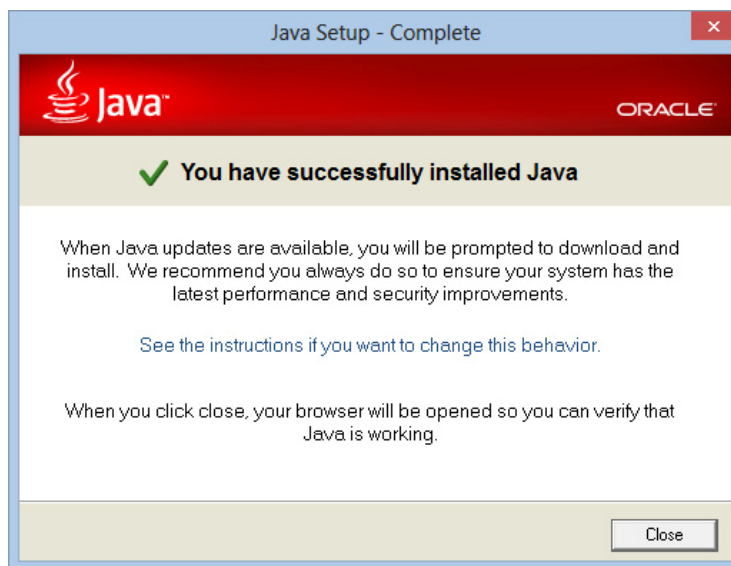 Java Setup - Complete
Java™
ORACLE®
You have successfully installed Java
When Java updates are available, you will be prompted to download and
install. We recommend you always do so to ensure your system has the
latest performance and security improvements.
See the instructions if you want to change this behavior.
When you click close, your browser will be opened so you can verify that
Java is working.
Close